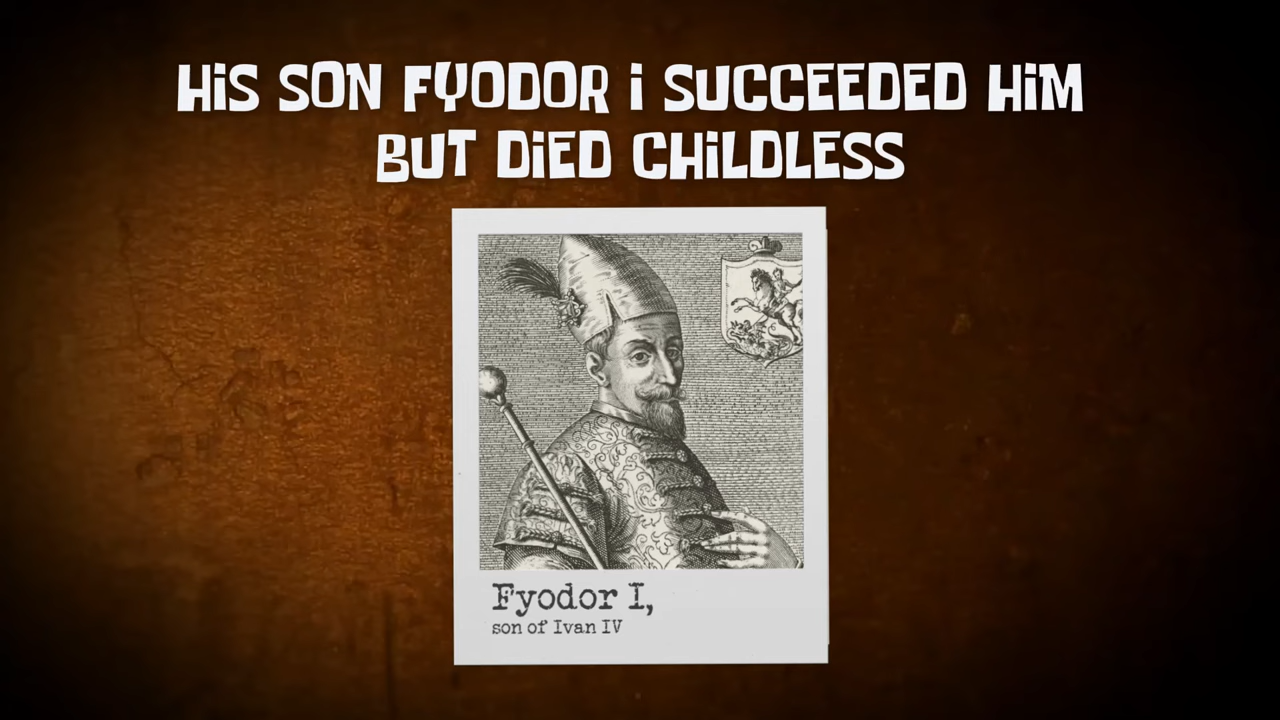 HiS SON FYODOR i SUCCEEDED HiM
BUT DiED CHiLDLESS
Fyodor I,
son of Ivan IV